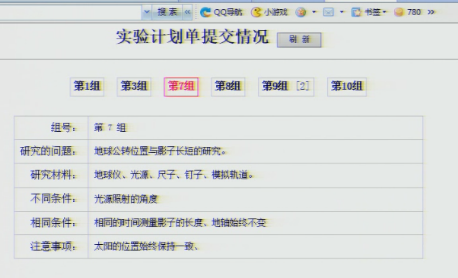 搜索 QQ导航 小游戏 书签 780 »
实验计划单提交情况 刷新
第1组 第3组 第7组 第8组 第9组 [2] 第10组
组号: 第 7 组
研究的问题: 地球公转位置与影子长短的研究。
研究材料: 地球仪、光源、尺子、钉子、模拟轨道。
不同条件: 光源照射的角度
相同条件: 相同的时间测量影子的长度、地轴始终不变
注意事项: 太阳的位置始终保持一致、